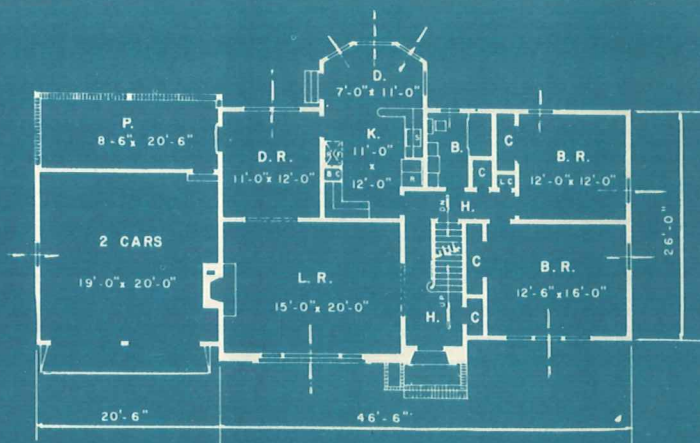 D.
7'-0" x 11'-0"
P.
8-6" x 20'-6"
D. R.
11'-0" x 12'-0"
K.
11'-0"
x
12'-0"
S
R
B C
B.
C
C
L C
B. R.
12'-0" x 12'-0"
H.
DN
26'-0"
2 CARS
19'-0" x 20'-0"
L. R.
15'-0" x 20'-0"
UP
H.
C
C
B. R.
12'-6" x 16'-0"
20'-6"
46'-6"